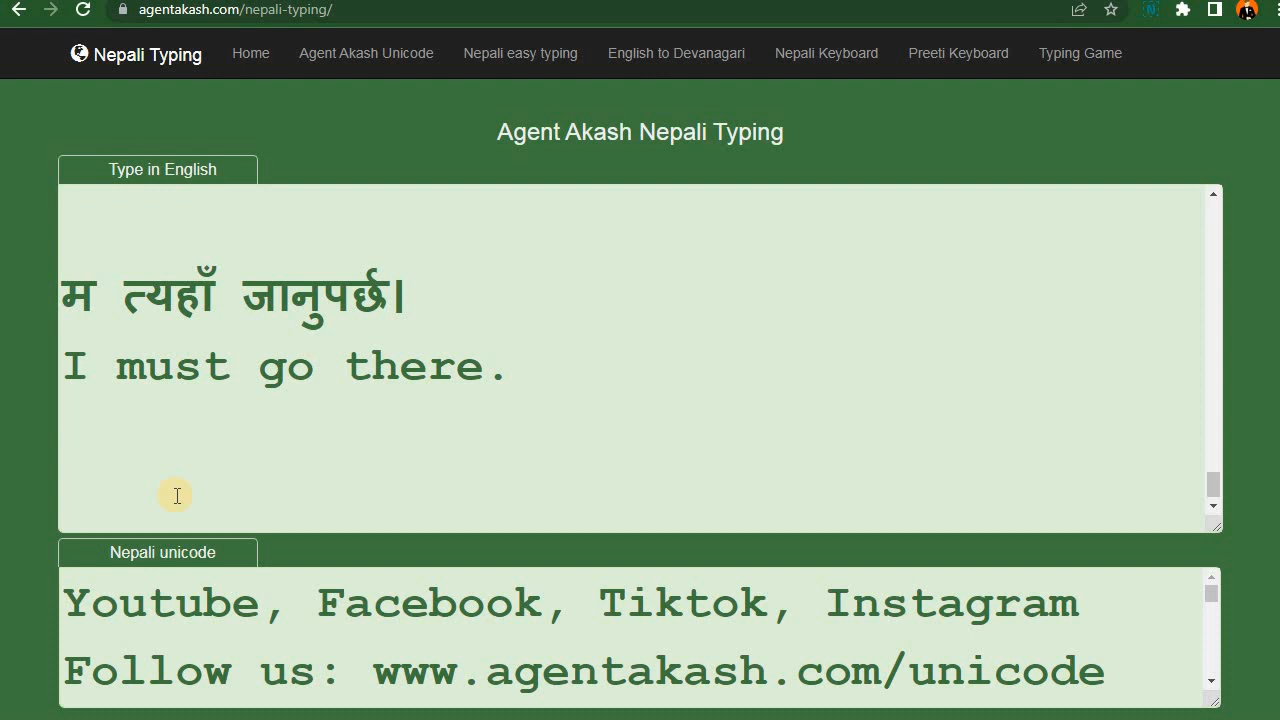 agentakash.com/nepali-typing/
Nepali Typing Home Agent Akash Unicode Nepali easy typing English to Devanagari Nepali Keyboard Preeti Keyboard Typing Game
Agent Akash Nepali Typing
Type in English
म त्यहाँ जानुपर्छ।
I must go there.
Nepali unicode
Youtube, Facebook, Tiktok, Instagram
Follow us: www.agentakash.com/unicode